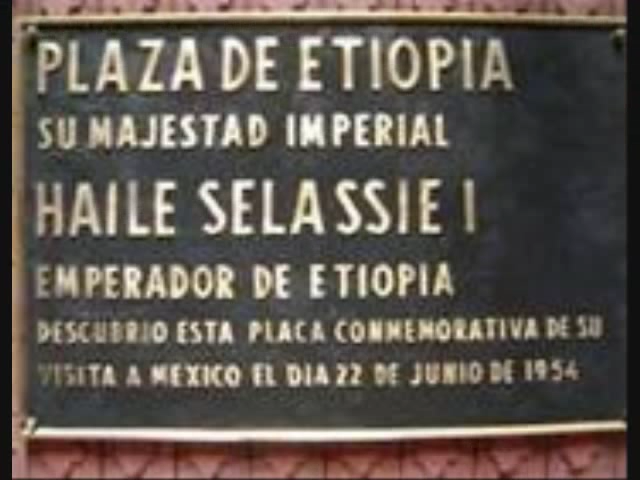 PLAZA DE ETIOPIA
SU MAJESTAD IMPERIAL
HAILE SELASSIE I
EMPERADOR DE ETIOPIA
DESCUBRIO ESTA PLACA CONMEMORATIVA DE SU
VISITA A MEXICO EL DIA 22 DE JUNIO DE 1954